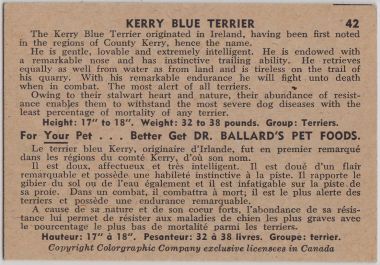 KERRY BLUE TERRIER 42
The Kerry Blue Terrier originated in Ireland, having been first noted
in the regions of County Kerry, hence the name.
He is gentle, lovable and extremely intelligent. He is endowed with
a remarkable nose and has instinctive trailing ability. He retrieves
equally as well from water as from land and is tireless on the trail of
his quarry. With his remarkable endurance he will fight unto death
when in combat. The most alert of all terriers.
Owing to their stalwart heart and nature, their abundance of resist-
ance enables them to withstand the most severe dog diseases with the
least percentage of mortality of any terrier.
Height: 17" to 18". Weight: 32 to 38 pounds. Group: Terriers.
For Your Pet . . . Better Get DR. BALLARD'S PET FOODS.
Le terrier bleu Kerry, originaire d'Irlande, fut en premier remarqué
dans les régions du comté Kerry, d'où son nom.
Il est doux, affectueux et très intelligent. Il est doué d'un flair
remarquable et possède une habileté instinctive à la piste. Il rapporte le
gibier du sol ou de l'eau également et il est infatigable sur la piste de
sa proie. Dans un combat, il combattra à mort; il est le plus alerte des
terriers et possède une endurance remarquable.
A cause de sa nature et de son coeur forts, l'abondance de sa résis-
tance lui permet de résister aux maladies de chien les plus graves avec
le pourcentage le plus bas de mortalité parmi les terriers.
Hauteur: 17" à 18". Pesanteur: 32 à 38 livres. Groupe: terrier.
Copyright Colorgraphic Company exclusive licensees in Canada